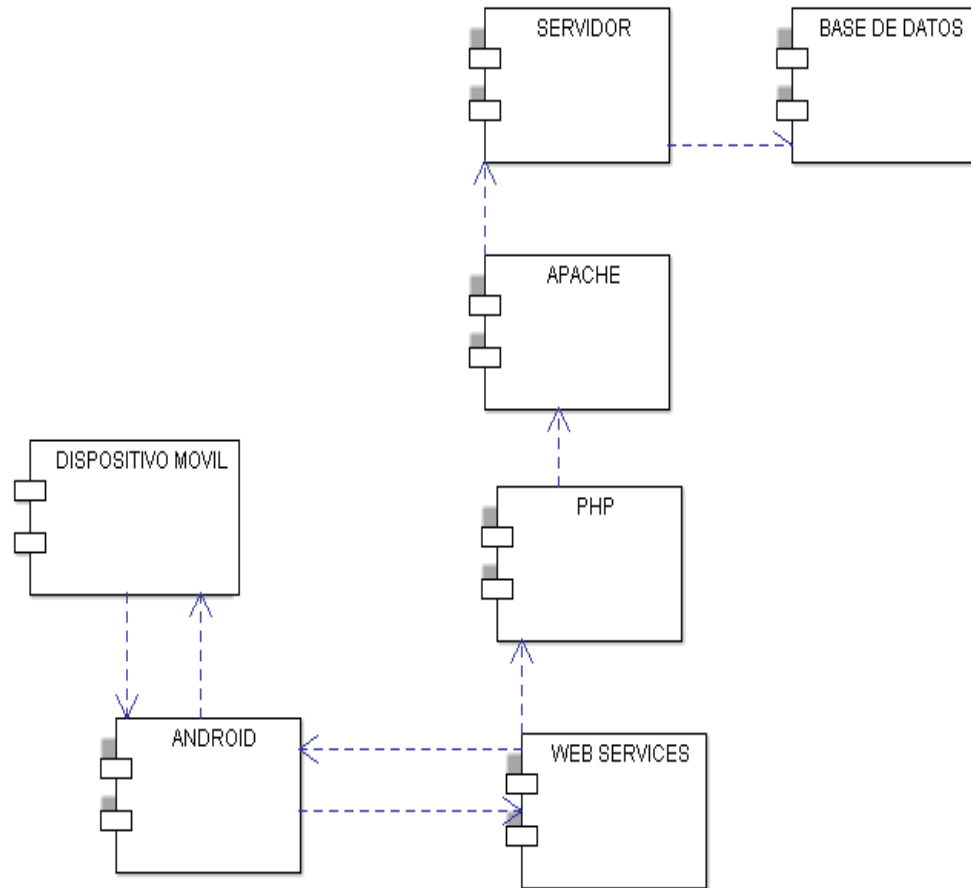 SERVIDOR
BASE DE DATOS
APACHE
DISPOSITIVO MOVIL
PHP
ANDROID
WEB SERVICES